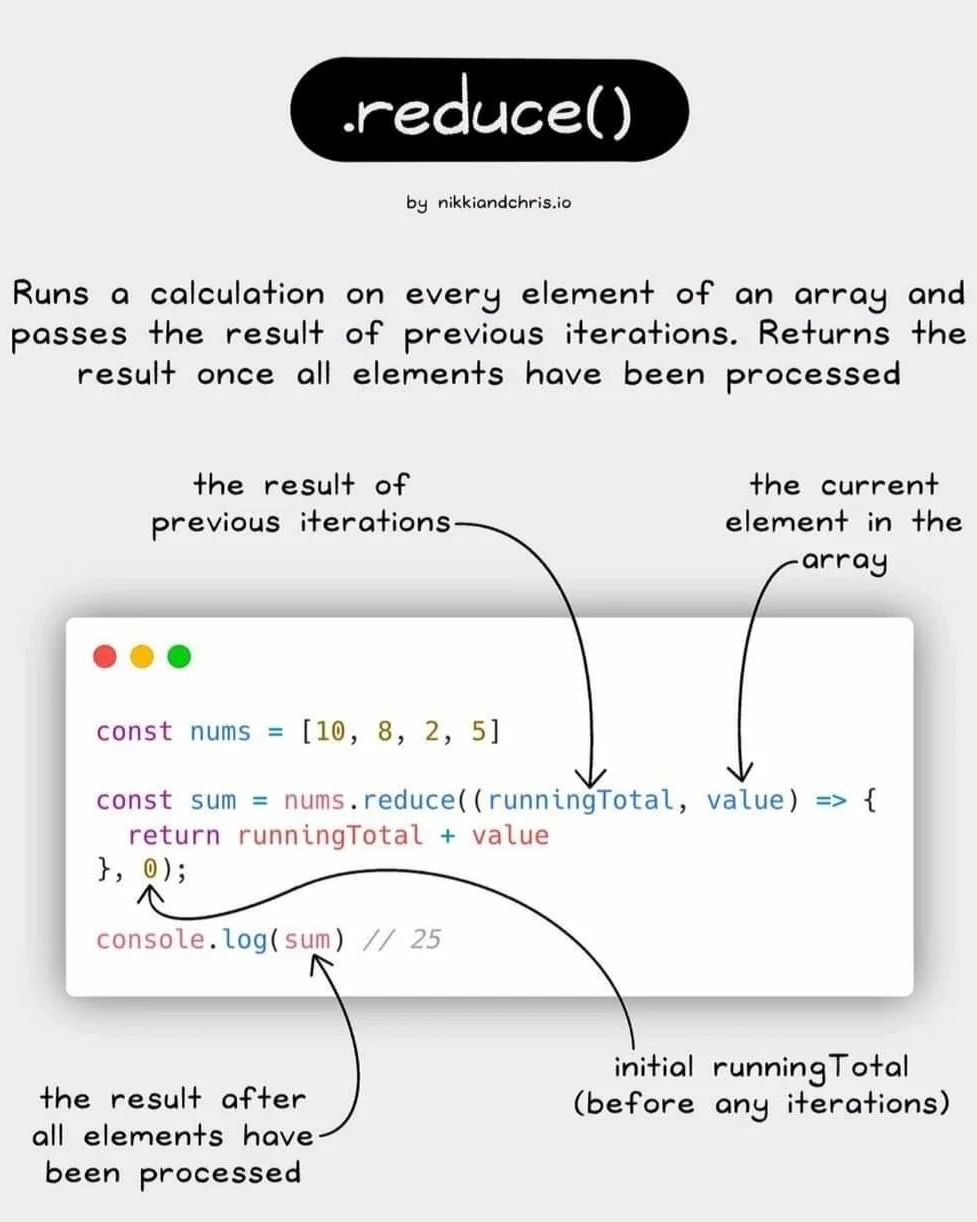 .reduce()
by nikkiandchris.io
Runs a calculation on every element of an array and
passes the result of previous iterations. Returns the
result once all elements have been processed
the result of
previous iterations
the current
element in the
array
const nums = [10, 8, 2, 5]
const sum = nums.reduce((runningTotal, value) => {
return runningTotal + value
}, 0);
console.log(sum) // 25
initial runningTotal
(before any iterations)
the result after
all elements have
been processed